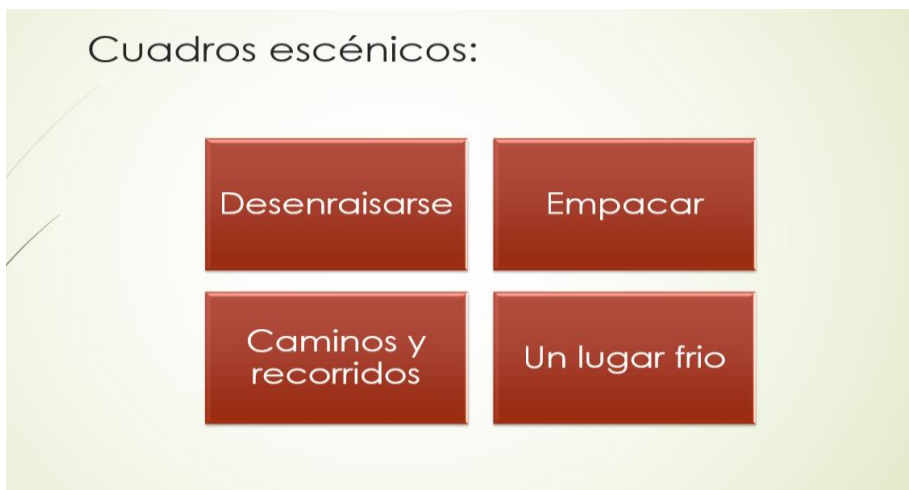 Cuadros escénicos:
Desenraisarse
Empacar
Caminos y
recorridos
Un lugar frio